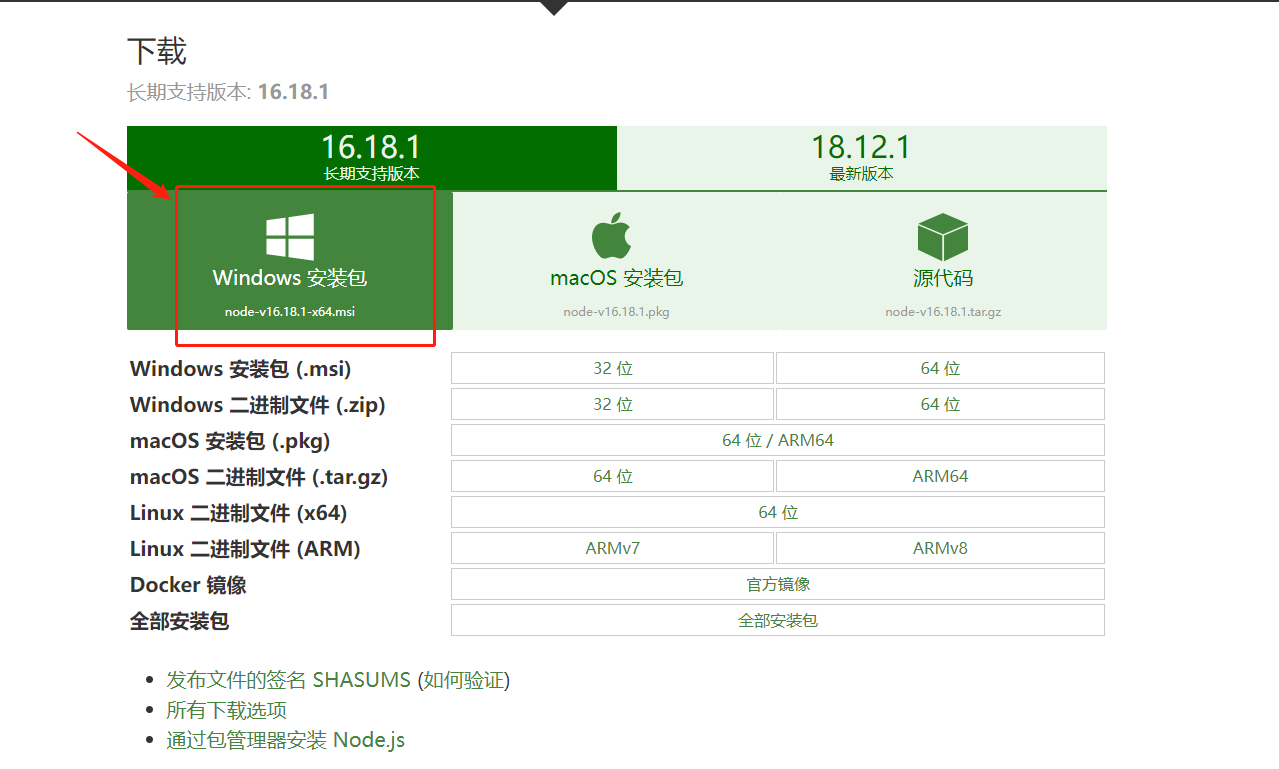 下载
长期支持版本: 16.18.1
16.18.1
长期支持版本
18.12.1
最新版本
Windows 安装包
node-v16.18.1-x64.msi
macOS 安装包
node-v16.18.1.pkg
源代码
node-v16.18.1.tar.gz
Windows 安装包 (.msi) 32 位 64 位
Windows 二进制文件 (.zip) 32 位 64 位
macOS 安装包 (.pkg) 64 位 / ARM64
macOS 二进制文件 (.tar.gz) 64 位 ARM64
Linux 二进制文件 (x64) 64 位
Linux 二进制文件 (ARM) ARMv7 ARMv8
Docker 镜像 官方镜像
全部安装包 全部安装包
发布文件的签名 SHASUMS (如何验证)
所有下载选项
通过包管理器安装 Node.js